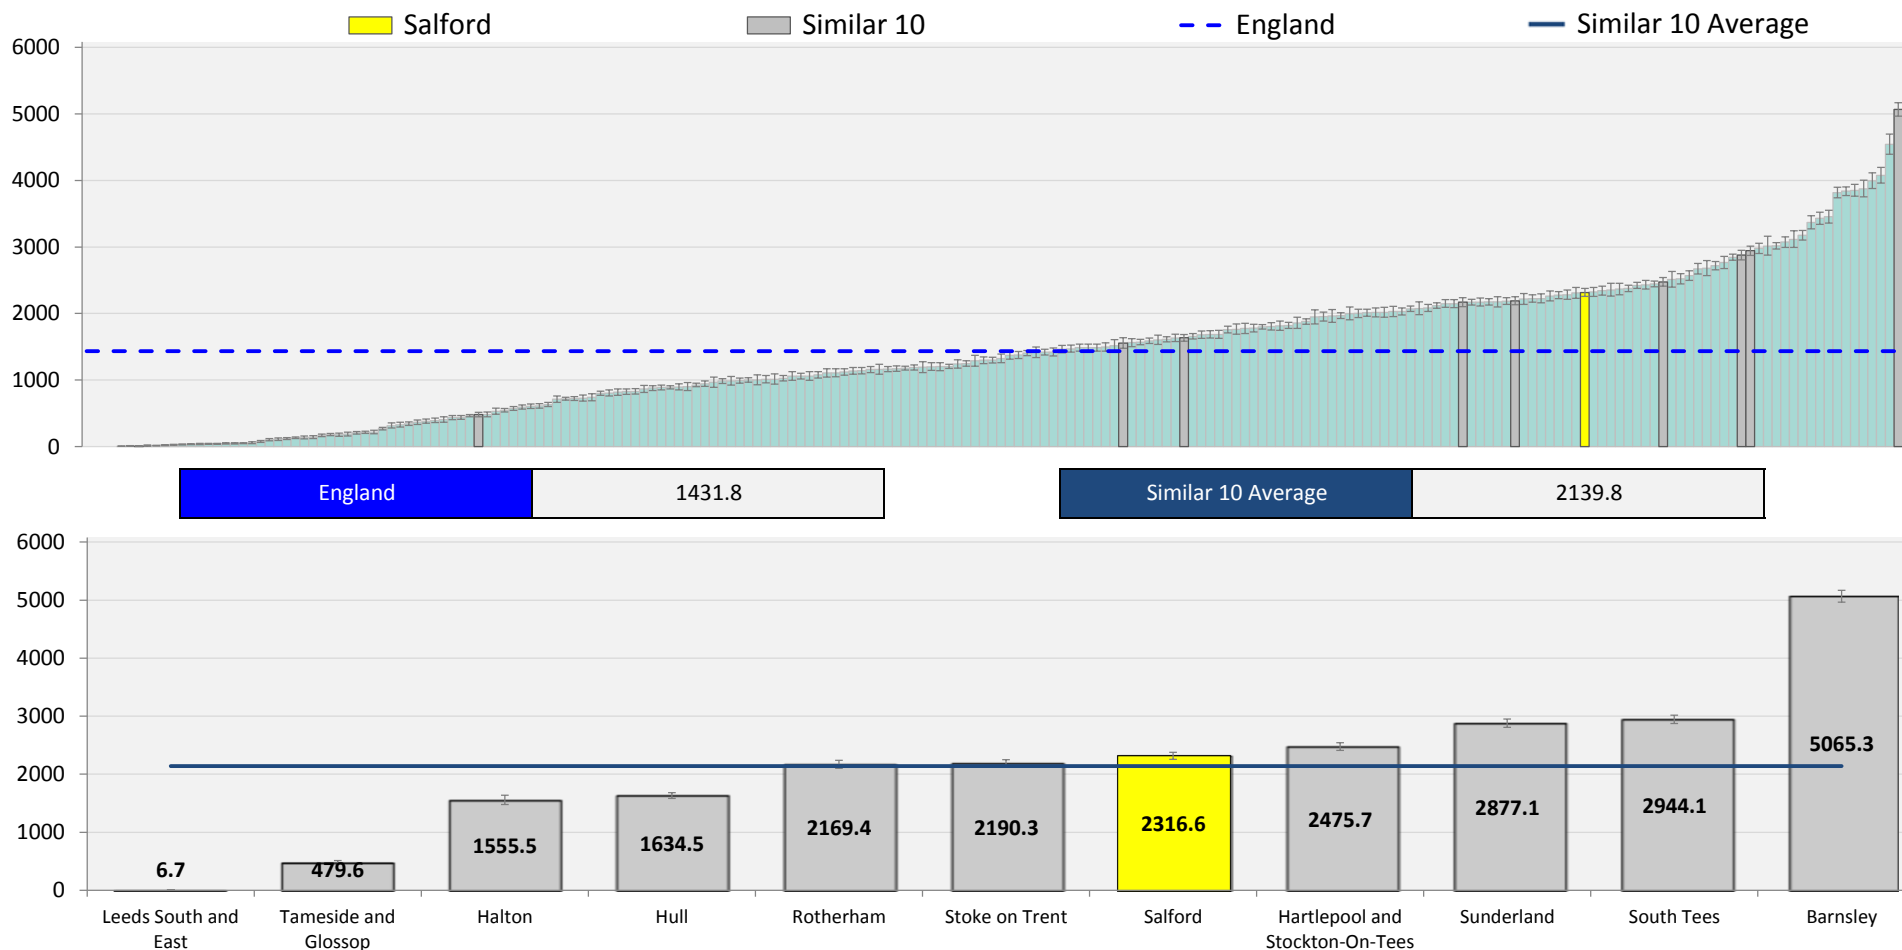 Salford Similar 10 England Similar 10 Average
6000
5000
4000
3000
2000
1000
0
England 1431.8 Similar 10 Average 2139.8
6000
5000
4000
3000
2000
1000
0
6.7 479.6 1555.5 1634.5 2169.4 2190.3 2316.6 2475.7 2877.1 2944.1 5065.3
Leeds South and East
Tameside and Glossop
Halton
Hull
Rotherham
Stoke on Trent
Salford
Hartlepool and Stockton-On-Tees
Sunderland
South Tees
Barnsley